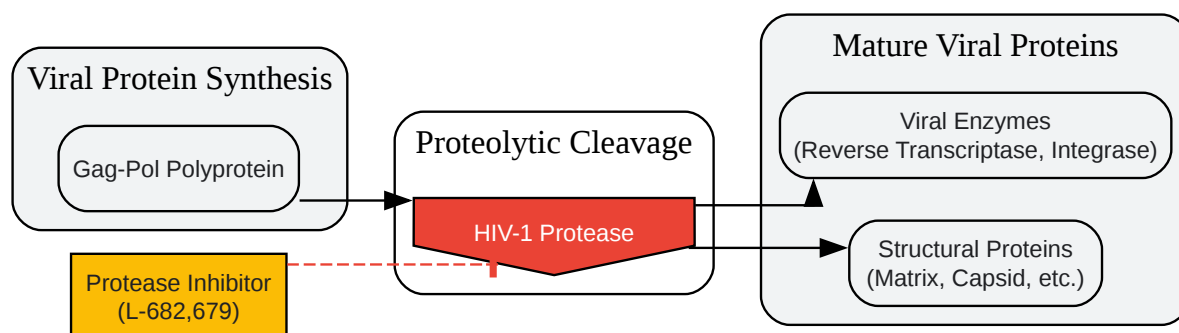 Viral Protein Synthesis
Gag-Pol Polyprotein
Protease Inhibitor
(L-682,679)
Proteolytic Cleavage
HIV-1 Protease
Mature Viral Proteins
Viral Enzymes
(Reverse Transcriptase, Integrase)
Structural Proteins
(Matrix, Capsid, etc.)